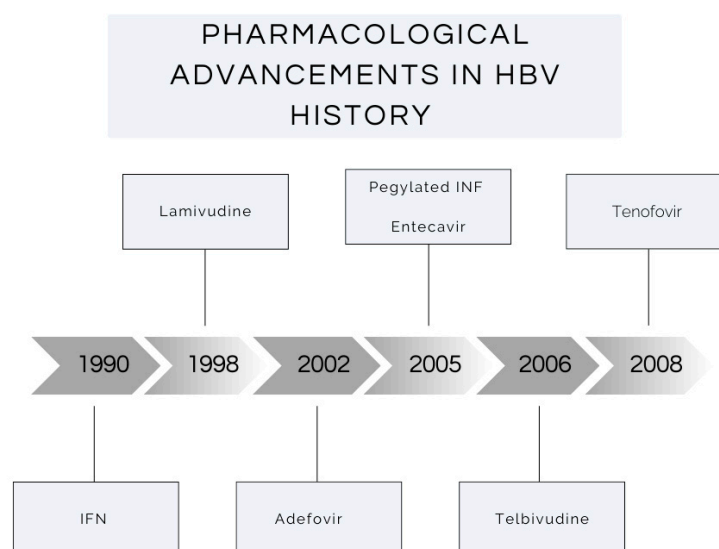 PHARMACOLOGICAL
ADVANCEMENTS IN HBV
HISTORY
Lamivudine
Pegylated INF
Entecavir
Tenofovir
1990
1998
2002
2005
2006
2008
IFN
Adefovir
Telbivudine